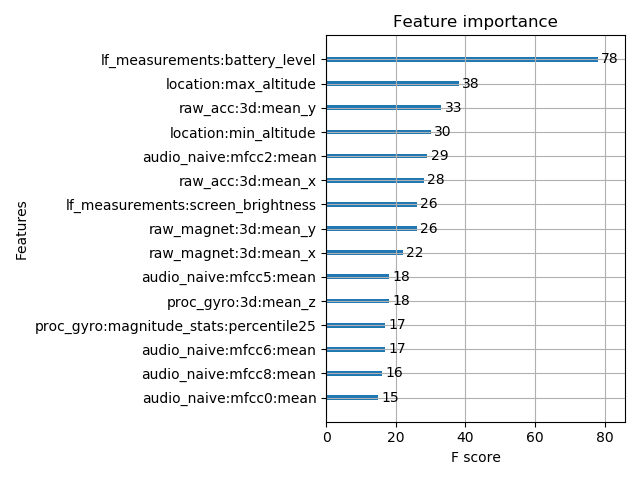 Feature importance
lf_measurements:battery_level 78
location:max_altitude 38
raw_acc:3d:mean_y 33
location:min_altitude 30
audio_naive:mfcc2:mean 29
raw_acc:3d:mean_x 28
lf_measurements:screen_brightness 26
raw_magnet:3d:mean_y 26
raw_magnet:3d:mean_x 22
audio_naive:mfcc5:mean 18
proc_gyro:3d:mean_z 18
proc_gyro:magnitude_stats:percentile25 17
audio_naive:mfcc6:mean 17
audio_naive:mfcc8:mean 16
audio_naive:mfcc0:mean 15
Features
0 20 40 60 80
F score